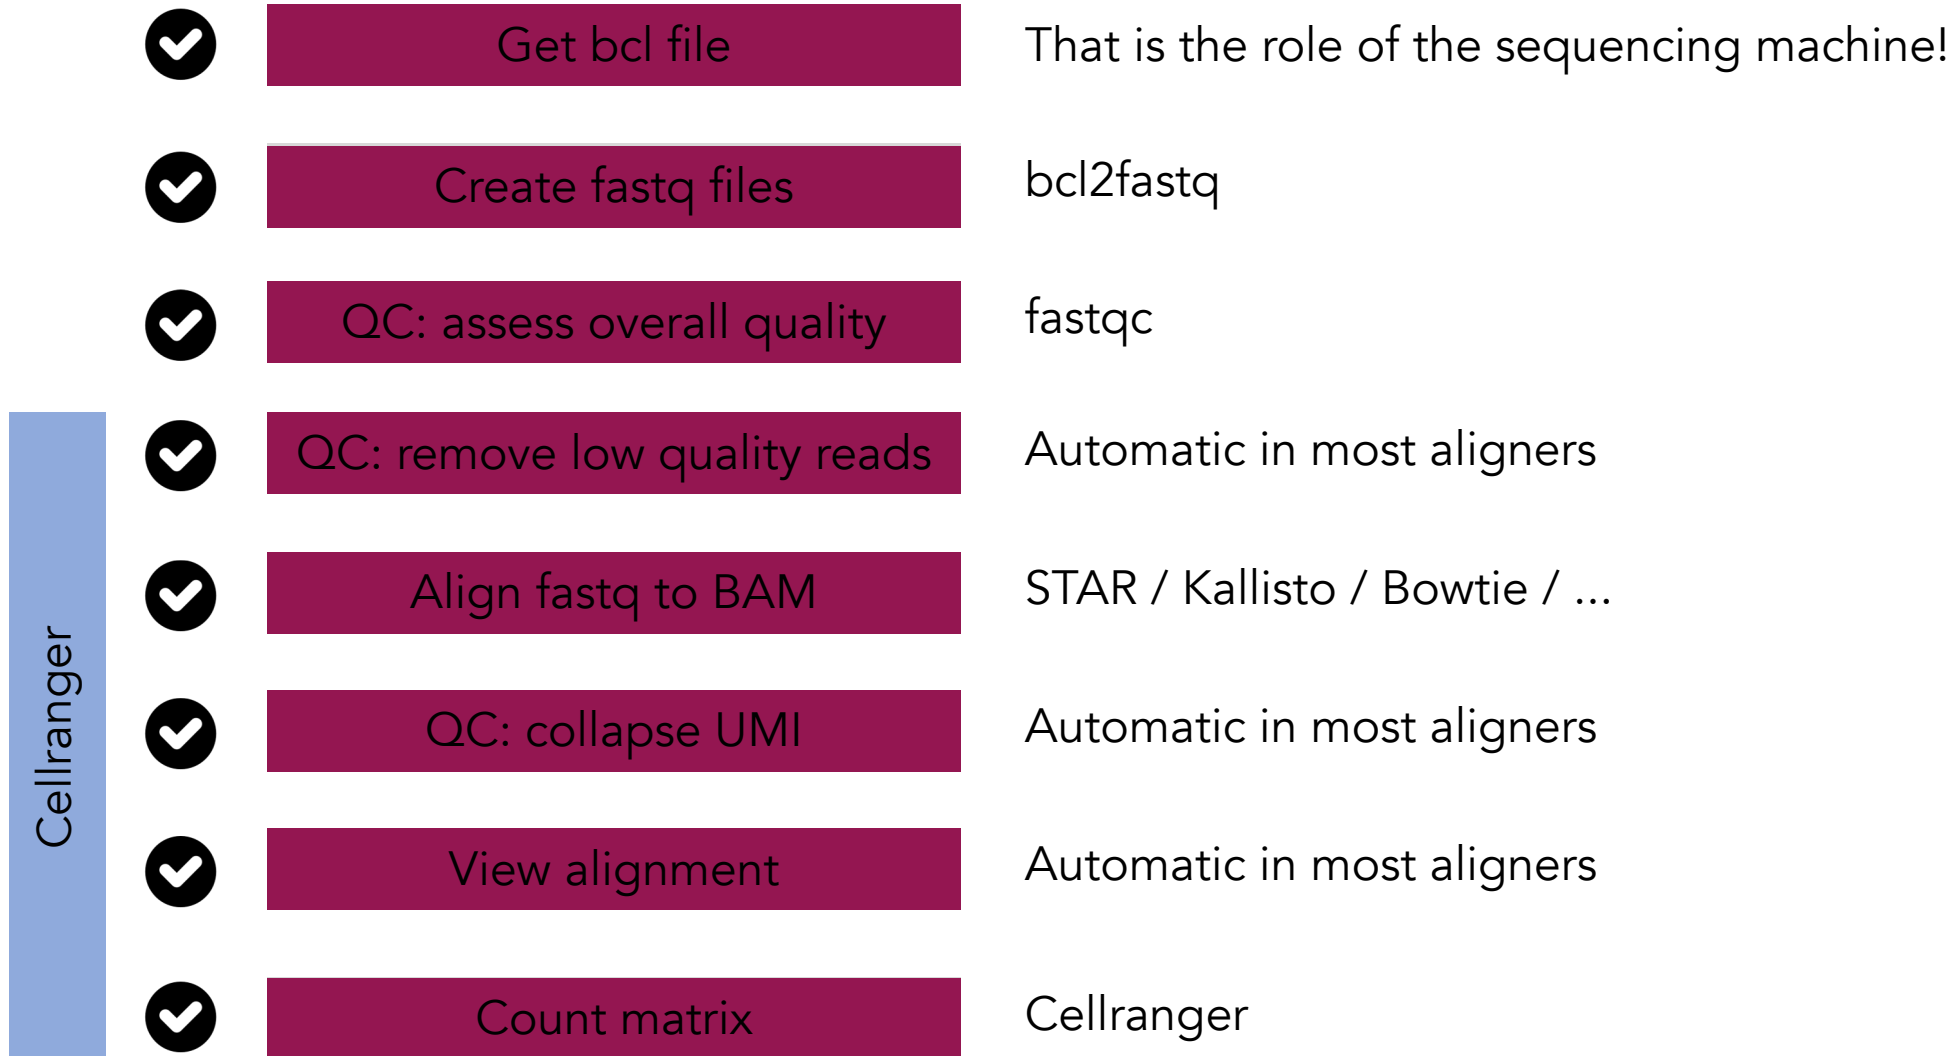 Get bcl file
That is the role of the sequencing machine!
Create fastq files
bcl2fastq
QC: assess overall quality
fastqc
QC: remove low quality reads
Automatic in most aligners
Align fastq to BAM
STAR / Kallisto / Bowtie / ...
QC: collapse UMI
Automatic in most aligners
View alignment
Automatic in most aligners
Count matrix
Cellranger
Cellranger